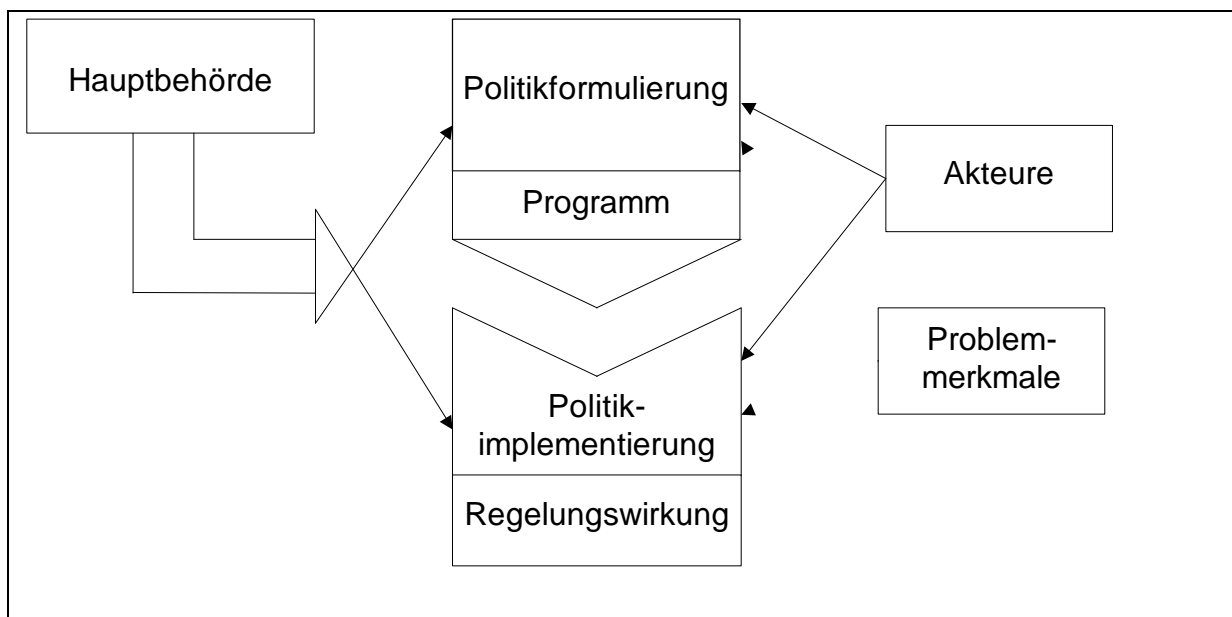 Hauptbehörde
Politikformulierung
Programm
Akteure
Problem-
merkmale
Politik-
implementierung
Regelungswirkung